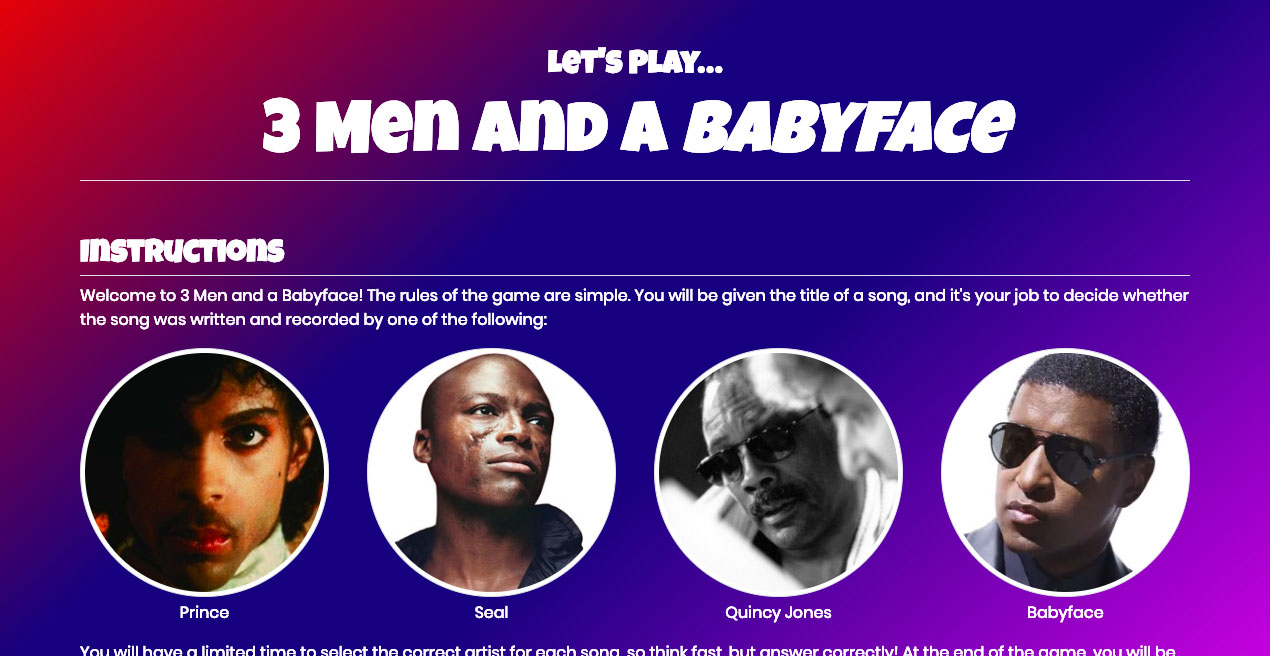 Let's Play...
3 Men and a Babyface
Instructions
Welcome to 3 Men and a Babyface! The rules of the game are simple. You will be given the title of a song, and it's your job to decide whether
the song was written and recorded by one of the following:
Prince
Seal
Quincy Jones
Babyface
You will have a limited time to select the correct artist for each song, so think fast, but answer correctly! At the end of the game, you will be